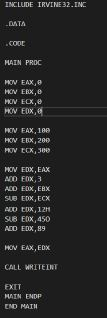 INCLUDE IRVINE32.INC
.DATA
.CODE
MAIN PROC
MOV EAX,0
MOV EBX,0
MOV ECX,0
MOV EDX,0
MOV EAX,100
MOV EBX,200
MOV ECX,300
MOV EDX,EAX
ADD EDX,3
ADD EDX,EBX
SUB EDX,ECX
ADD EDX,12H
SUB EDX,45O
ADD EDX,89
MOV EAX,EDX
CALL WRITEINT
EXIT
MAIN ENDP
END MAIN